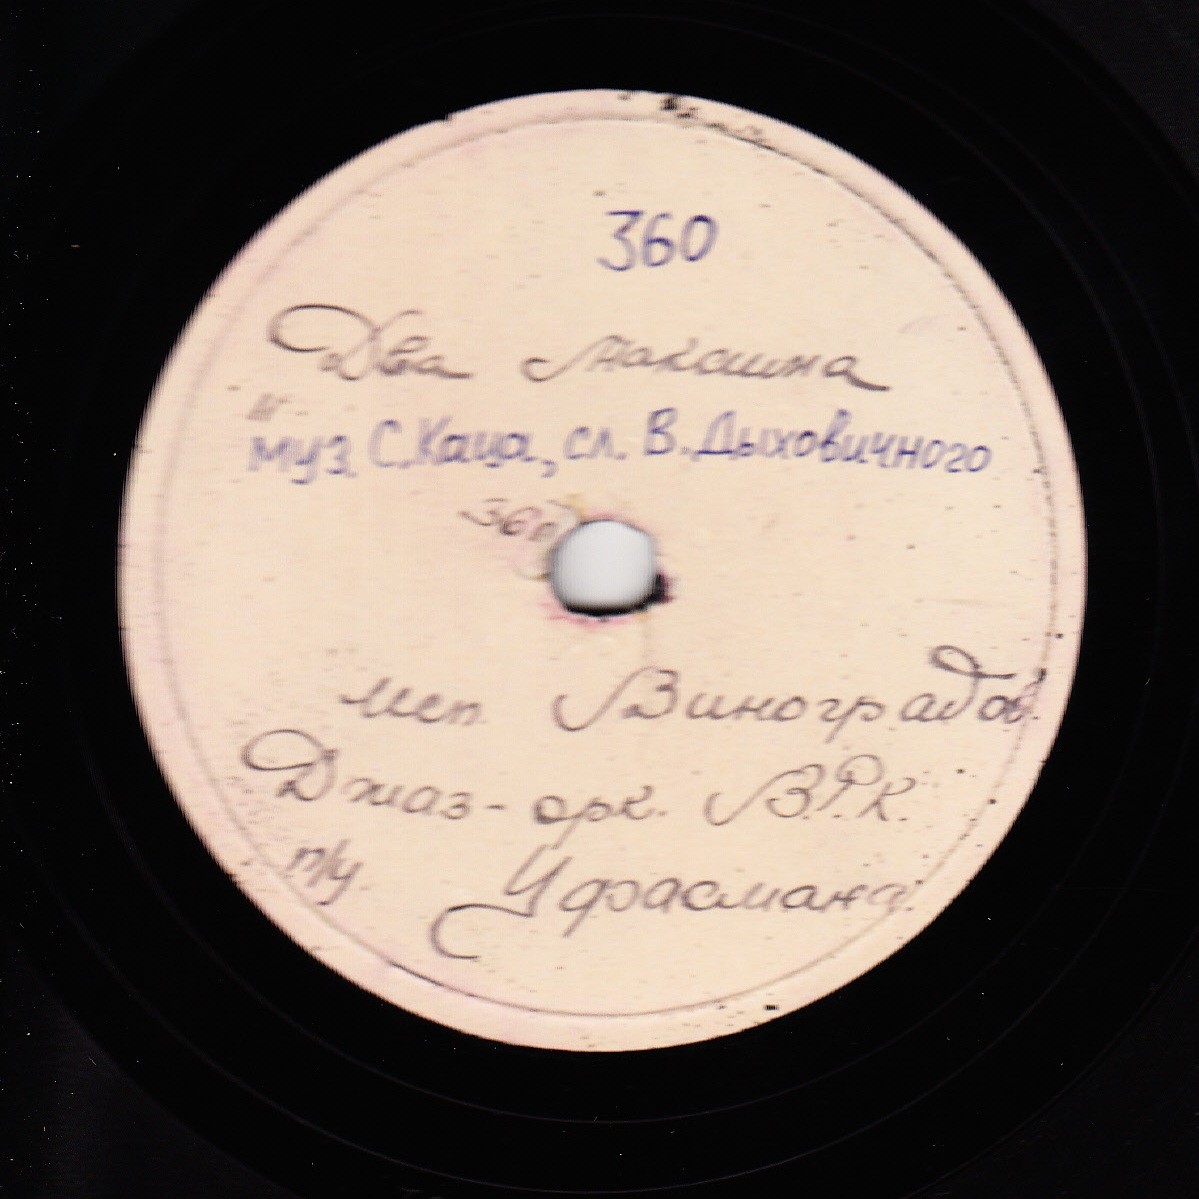 360
Два максима
муз. С. Каца, сл. В. Дыховичного
360
Исп. Виноградов.
Джаз-орк. В.Р.К.
п/у Цфасмана.